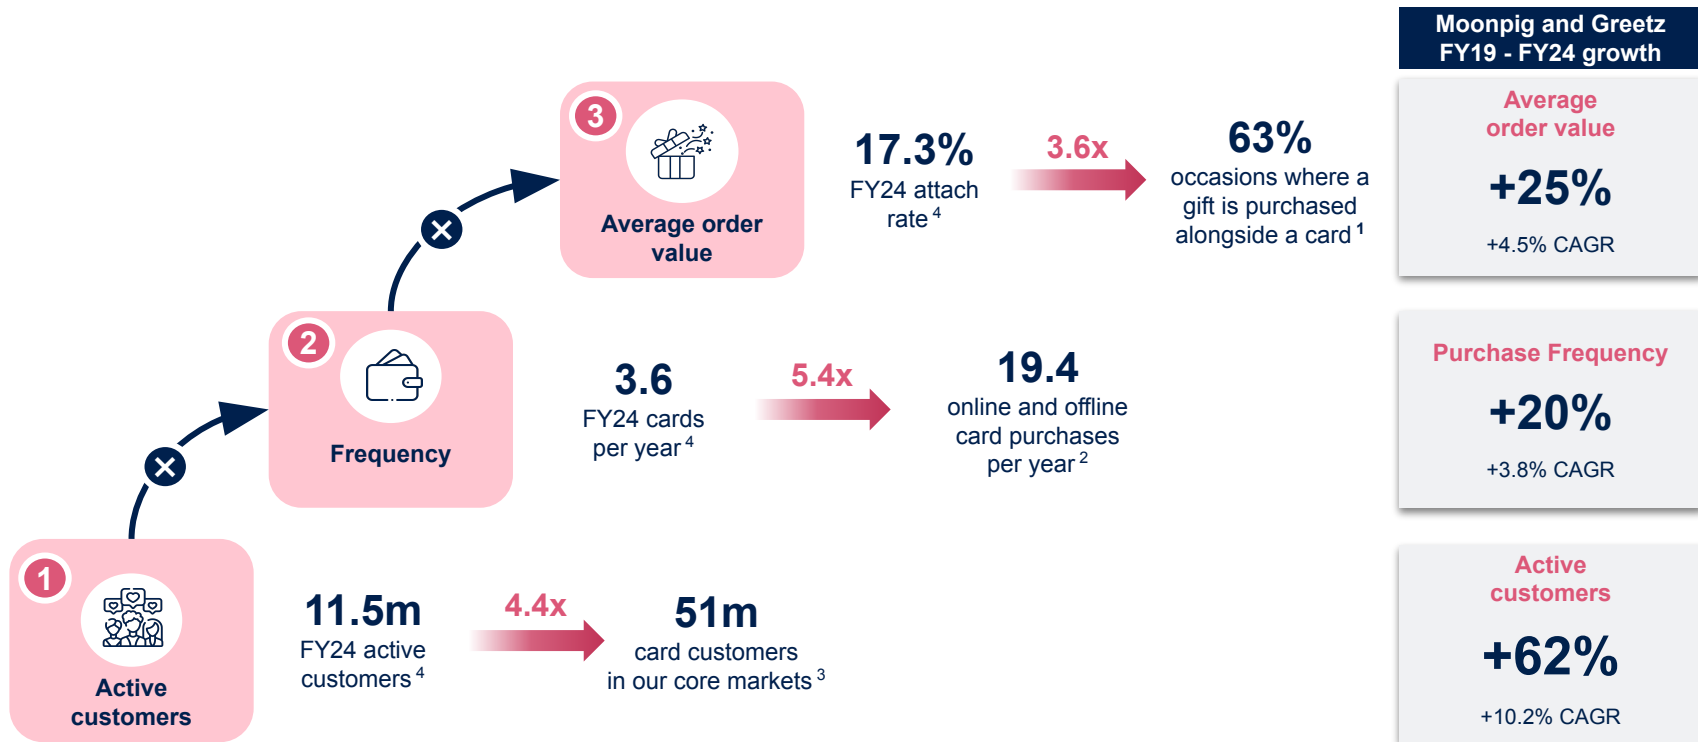 Moonpig and Greetz
FY19 - FY24 growth
3
Average order
value
17.3%
FY24 attach
rate 4
3.6x
63%
occasions where a
gift is purchased
alongside a card 1
Average
order value
+25%
+4.5% CAGR
2
Frequency
3.6
FY24 cards
per year 4
5.4x
19.4
online and offline
card purchases
per year 2
Purchase Frequency
+20%
+3.8% CAGR
1
Active
customers
11.5m
FY24 active
customers 4
4.4x
51m
card customers
in our core markets 3
Active
customers
+62%
+10.2% CAGR